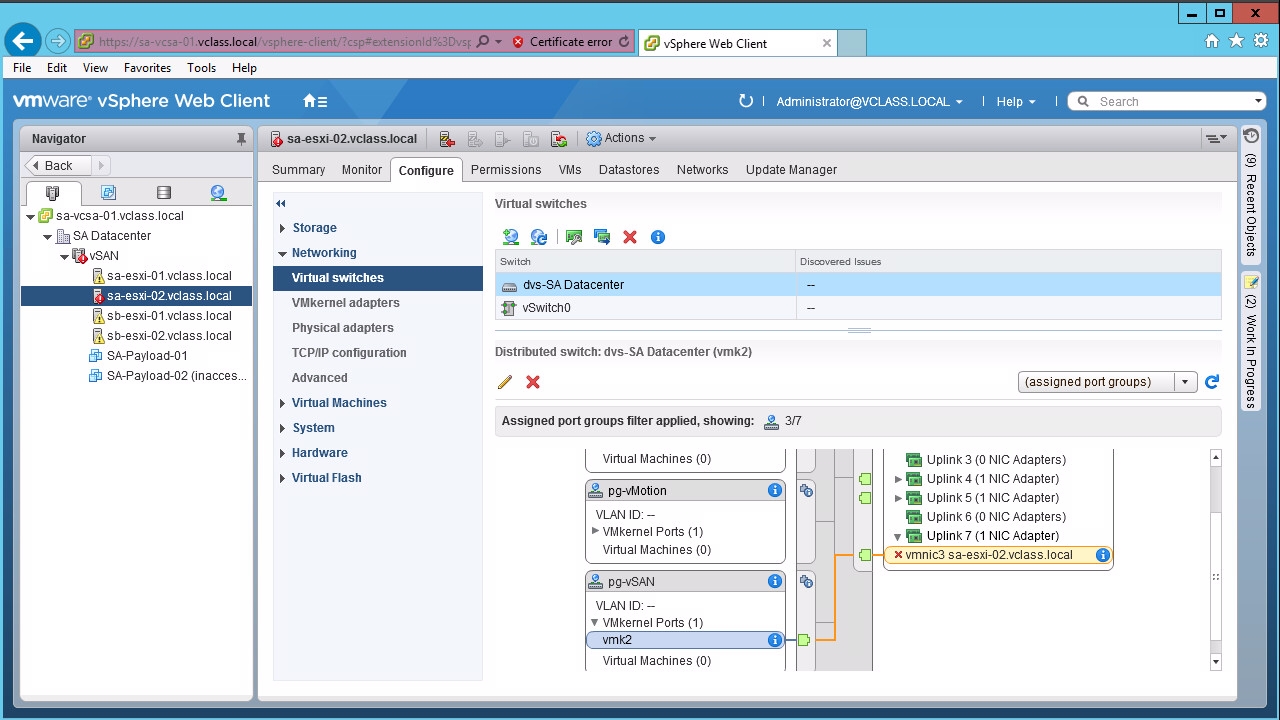 https://sa-vcsa-01.vclass.local/vsphere-client/?csp#extensionId%3Dvsp
Certificate error
vSphere Web Client
File Edit View Favorites Tools Help
vmware® vSphere Web Client
Administrator@VCLASS.LOCAL
Help
Search
Navigator
Back
sa-vcsa-01.vclass.local
SA Datacenter
vSAN
sa-esxi-01.vclass.local
sa-esxi-02.vclass.local
sb-esxi-01.vclass.local
sb-esxi-02.vclass.local
SA-Payload-01
SA-Payload-02 (inacces...
sa-esxi-02.vclass.local
Actions
Summary Monitor Configure Permissions VMs Datastores Networks Update Manager
Storage
Networking
Virtual switches
VMkernel adapters
Physical adapters
TCP/IP configuration
Advanced
Virtual Machines
System
Hardware
Virtual Flash
Virtual switches
Switch Discovered Issues
dvs-SA Datacenter --
vSwitch0 --
Distributed switch: dvs-SA Datacenter (vmk2)
(assigned port groups)
Assigned port groups filter applied, showing: 3/7
Virtual Machines (0)
pg-vMotion
VLAN ID: --
VMkernel Ports (1)
Virtual Machines (0)
pg-vSAN
VLAN ID: --
VMkernel Ports (1)
vmk2
Virtual Machines (0)
Uplink 3 (0 NIC Adapters)
Uplink 4 (1 NIC Adapter)
Uplink 5 (1 NIC Adapter)
Uplink 6 (0 NIC Adapters)
Uplink 7 (1 NIC Adapter)
vmnic3 sa-esxi-02.vclass.local
(9) Recent Objects
(2) Work In Progress